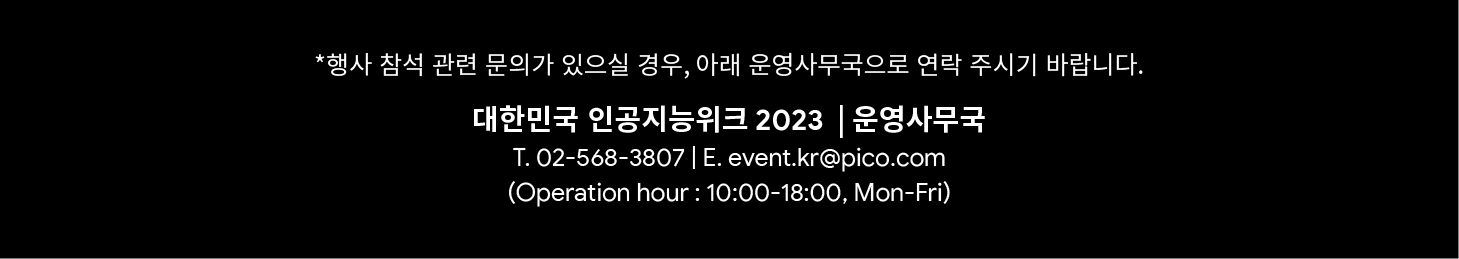 *행사 참석 관련 문의가 있으실 경우, 아래 운영사무국으로 연락 주시기 바랍니다.
대한민국 인공지능위크 2023 | 운영사무국
T. 02-568-3807 | E. event.kr@pico.com
(Operation hour : 10:00-18:00, Mon-Fri)